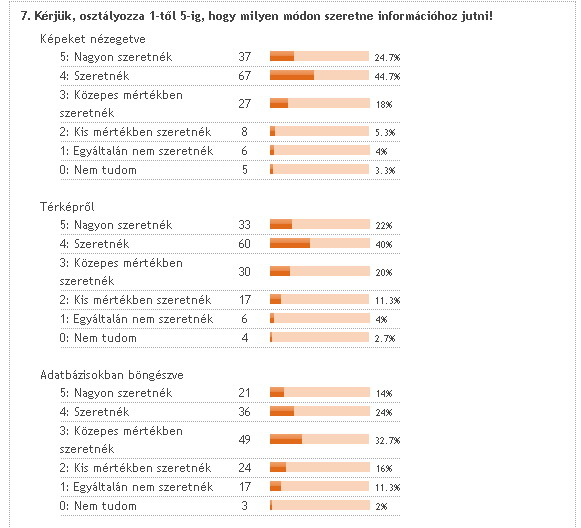 7. Kérjük, osztályozza 1-től 5-ig, hogy milyen módon szeretne információhoz jutni!
Képeket nézegetve
5: Nagyon szeretnék 37 24.7%
4: Szeretnék 67 44.7%
3: Közepes mértékben
szeretnék 27 18%
2: Kis mértékben szeretnék 8 5.3%
1: Egyáltalán nem szeretnék 6 4%
0: Nem tudom 5 3.3%
Térképről
5: Nagyon szeretnék 33 22%
4: Szeretnék 60 40%
3: Közepes mértékben
szeretnék 30 20%
2: Kis mértékben szeretnék 17 11.3%
1: Egyáltalán nem szeretnék 6 4%
0: Nem tudom 4 2.7%
Adatbázisokban böngészve
5: Nagyon szeretnék 21 14%
4: Szeretnék 36 24%
3: Közepes mértékben
szeretnék 49 32.7%
2: Kis mértékben szeretnék 24 16%
1: Egyáltalán nem szeretnék 17 11.3%
0: Nem tudom 3 2%